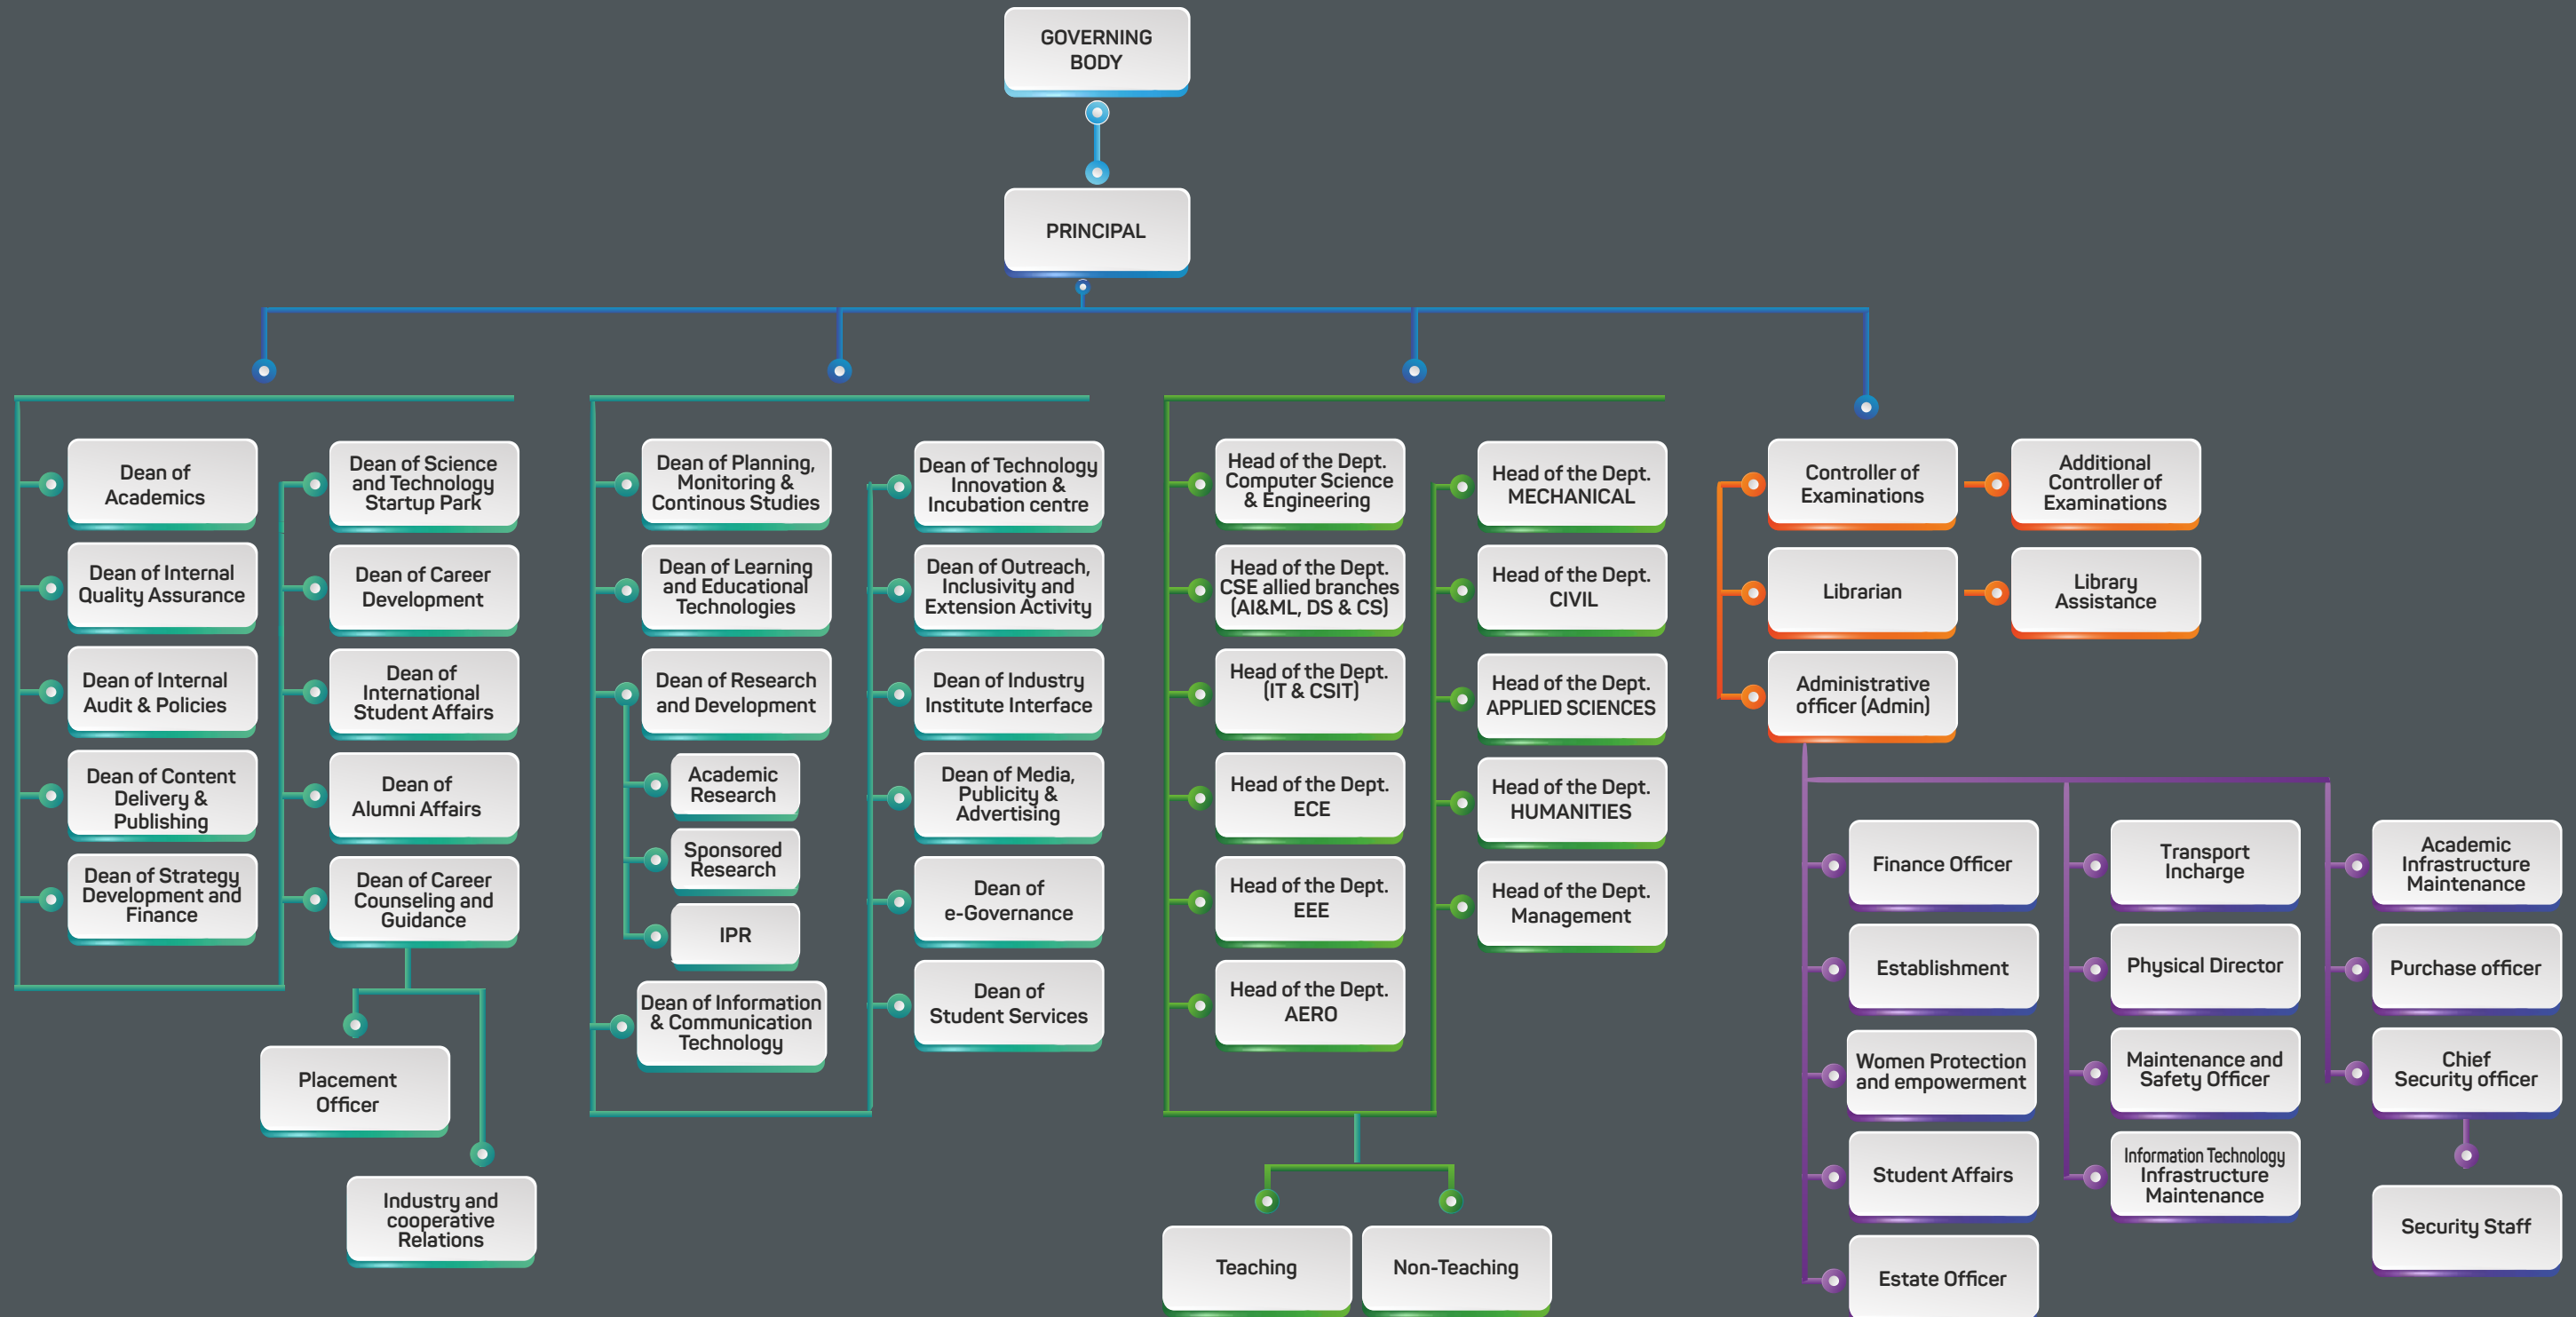 GOVERNING
BODY
PRINCIPAL
Dean of
Academics
Dean of Internal
Quality Assurance
Dean of Internal
Audit & Policies
Dean of Content
Delivery &
Publishing
Dean of Strategy
Development and
Finance
Dean of Science
and Technology
Startup Park
Dean of Career
Development
Dean of
International
Student Affairs
Dean of
Alumni Affairs
Dean of Career
Counseling and
Guidance
Placement
Officer
Industry and
cooperative
Relations
Dean of Planning,
Monitoring &
Continous Studies
Dean of Learning
and Educational
Technologies
Dean of Research
and Development
Academic
Research
Sponsored
Research
IPR
Dean of Information
& Communication
Technology
Dean of Technology
Innovation &
Incubation centre
Dean of Outreach,
Inclusivity and
Extension Activity
Dean of Industry
Institute Interface
Dean of Media,
Publicity &
Advertising
Dean of
e-Governance
Dean of
Student Services
Head of the Dept.
Computer Science
& Engineering
Head of the Dept.
CSE allied branches
(AI&ML, DS & CS)
Head of the Dept.
(IT & CSIT)
Head of the Dept.
ECE
Head of the Dept.
EEE
Head of the Dept.
AERO
Head of the Dept.
MECHANICAL
Head of the Dept.
CIVIL
Head of the Dept.
APPLIED SCIENCES
Head of the Dept.
HUMANITIES
Head of the Dept.
Management
Teaching
Non-Teaching
Controller of
Examinations
Additional
Controller of
Examinations
Librarian
Library
Assistance
Administrative
officer (Admin)
Finance Officer
Establishment
Women Protection
and empowerment
Student Affairs
Estate Officer
Transport
Incharge
Physical Director
Maintenance and
Safety Officer
Information Technology
Infrastructure
Maintenance
Academic
Infrastructure
Maintenance
Purchase officer
Chief
Security officer
Security Staff